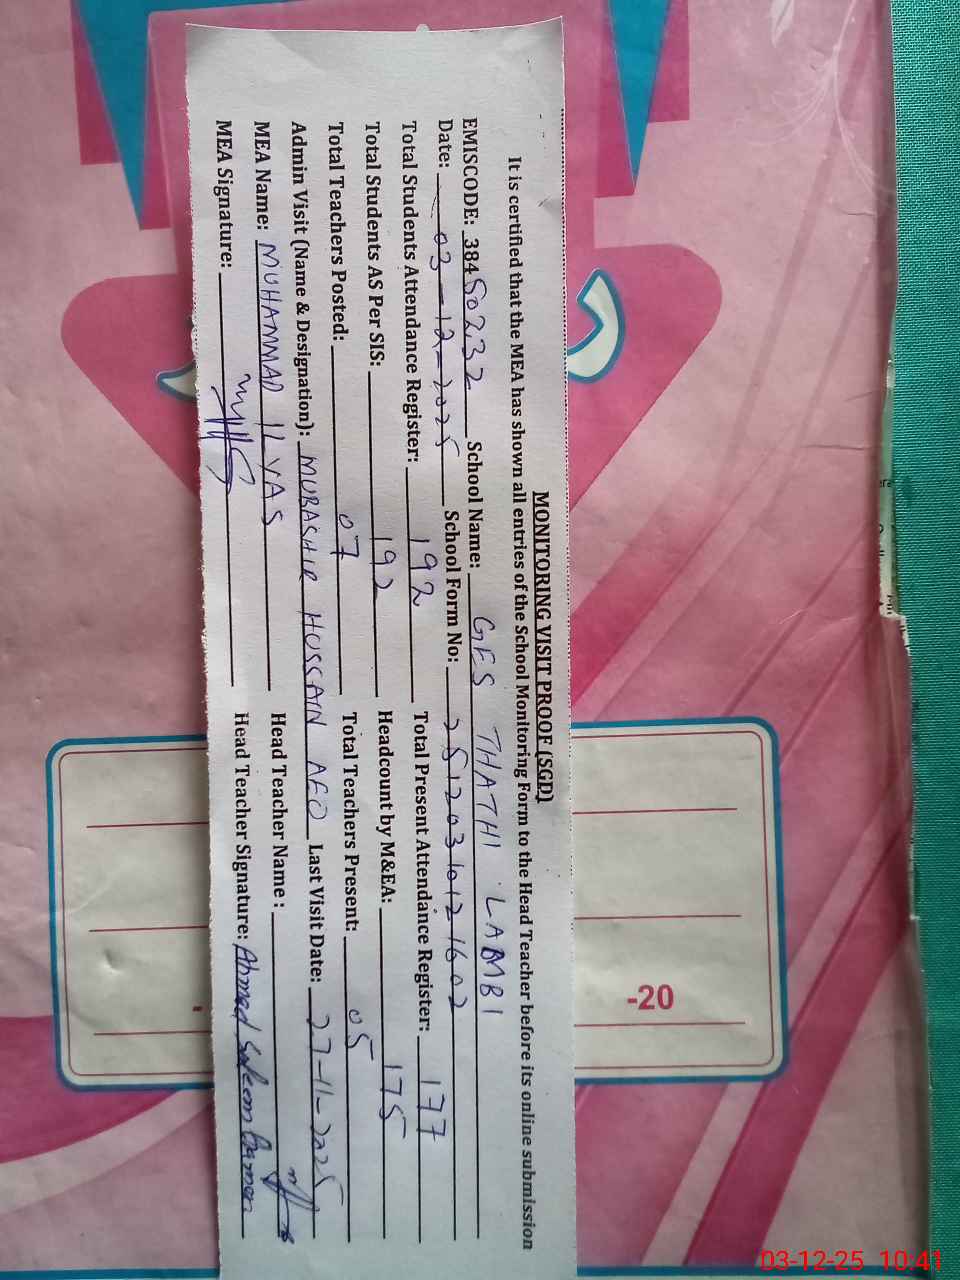 MONITORING VISIT PROOF (SGD)
It is certified that the MEA has shown all entries of the School Monitoring Form to the Head Teacher before its online submission
EMISCODE: 38450232 School Name: GES THATHI LAMBI
Date: 03-12-2025 School Form No: 25120310121602
Total Students Attendance Register: 192 Total Present Attendance Register: 177
Total Students AS Per SIS: 192 Headcount by M&EA: 175
Total Teachers Posted: 07 Total Teachers Present: 05
Admin Visit (Name & Designation): MUBASHIR HUSSAIN AEO Last Visit Date: 27-11-2025
MEA Name: MUHAMMAD ILYAS Head Teacher Name :
MEA Signature: Head Teacher Signature: Ahmad Saleem
-20
03-12-25 10:41